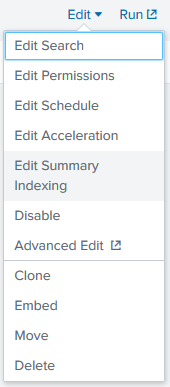 Edit Run
Edit Search
Edit Permissions
Edit Schedule
Edit Acceleration
Edit Summary
Indexing
Disable
Advanced Edit
Clone
Embed
Move
Delete